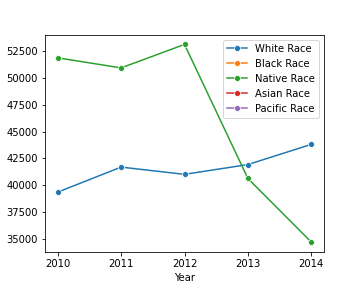 52500
50000
47500
45000
42500
40000
37500
35000
White Race
Black Race
Native Race
Asian Race
Pacific Race
2010 2011 2012 2013 2014
Year